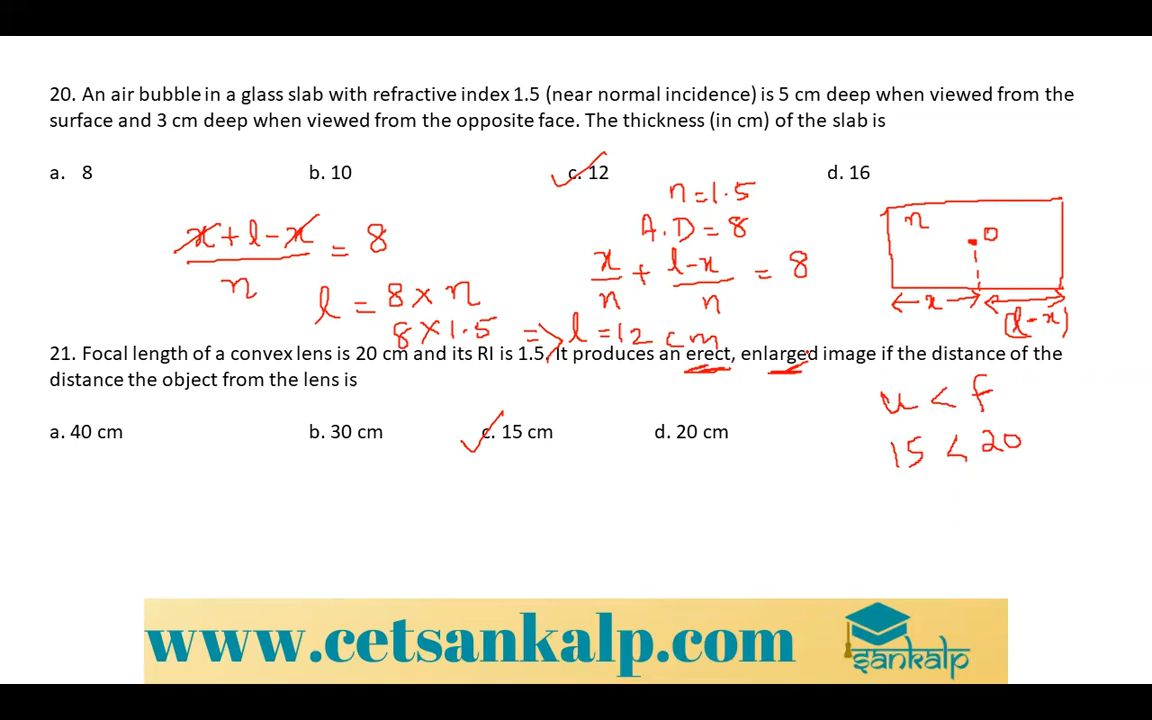 20. An air bubble in a glass slab with refractive index 1.5 (near normal incidence) is 5 cm deep when viewed from the
surface and 3 cm deep when viewed from the opposite face. The thickness (in cm) of the slab is
a. 8 b. 10 c. 12 d. 16
n=1.5
A.D = 8
x/n + l-x/n = 8
x+l-x/n = 8
l = 8 × n
8 × 1.5 => l = 12 cm
n
O
x
(l-x)
21. Focal length of a convex lens is 20 cm and its RI is 1.5. It produces an erect, enlarged image if the distance of the
distance the object from the lens is
u < f
a. 40 cm b. 30 cm c. 15 cm d. 20 cm
15 < 20
www.cetsankalp.com
sankalp